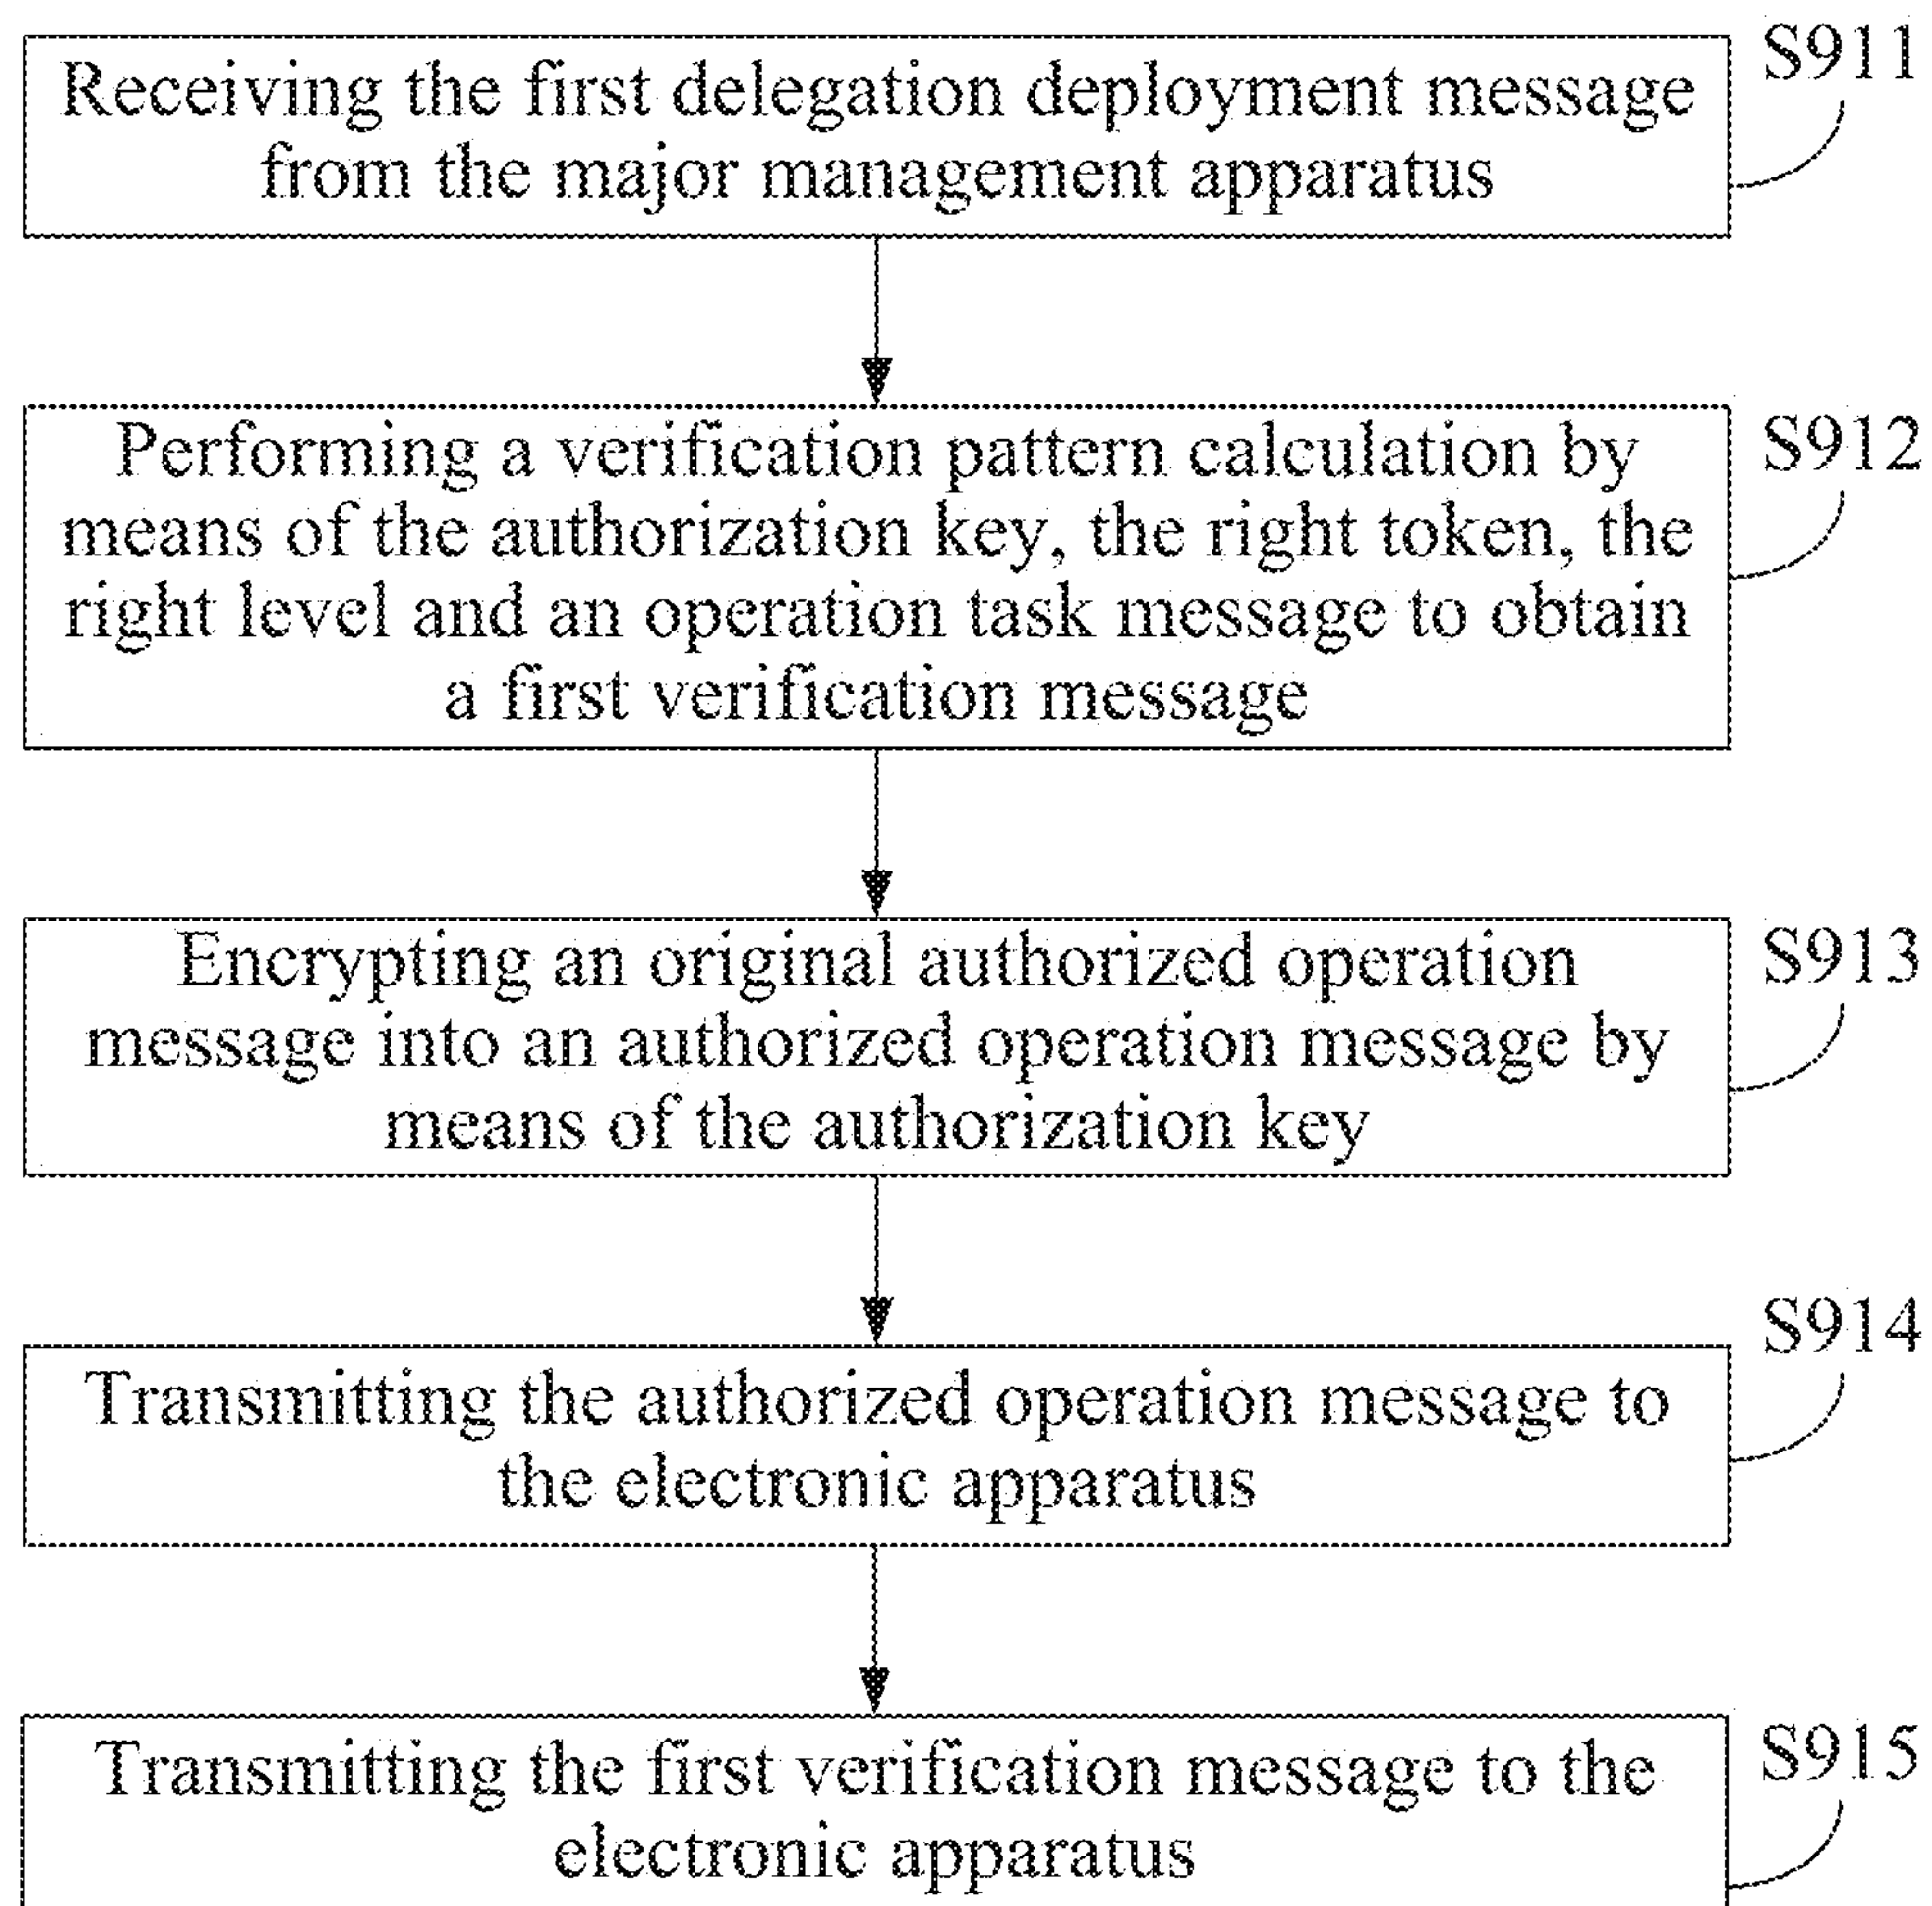 S911
Receiving the first delegation deployment message
from the major management apparatus
S912
Performing a verification pattern calculation by
means of the authorization key, the right token, the
right level and an operation task message to obtain
a first verification message
S913
Encrypting an original authorized operation
message into an authorized operation message by
means of the authorization key
S914
Transmitting the authorized operation message to
the electronic apparatus
S915
Transmitting the first verification message to the
electronic apparatus